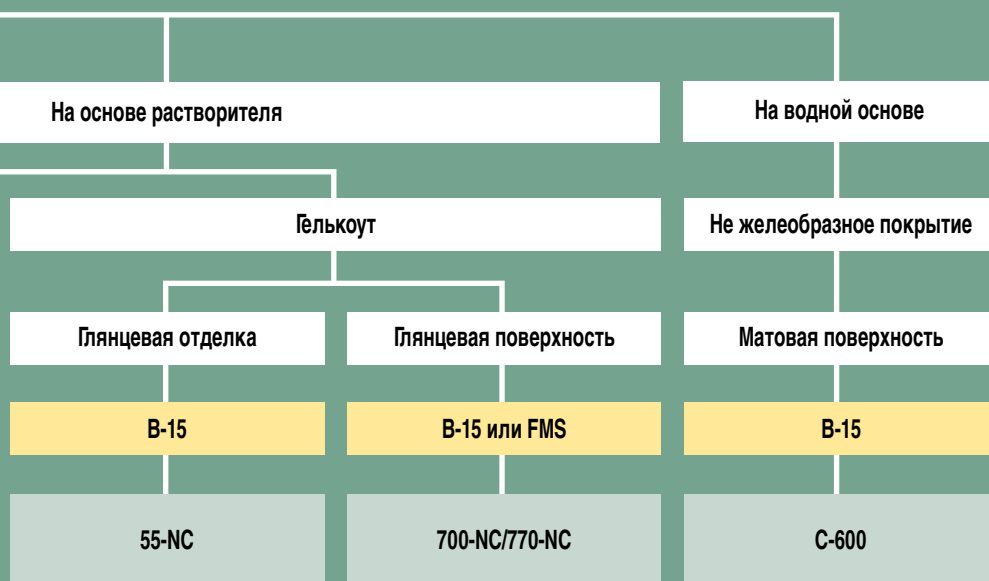 На основе растворителя
На водной основе
Гелькоут
Не желеобразное покрытие
Глянцевая отделка
Глянцевая поверхность
Матовая поверхность
B-15
B-15 или FMS
B-15
55-NC
700-NC/770-NC
C-600